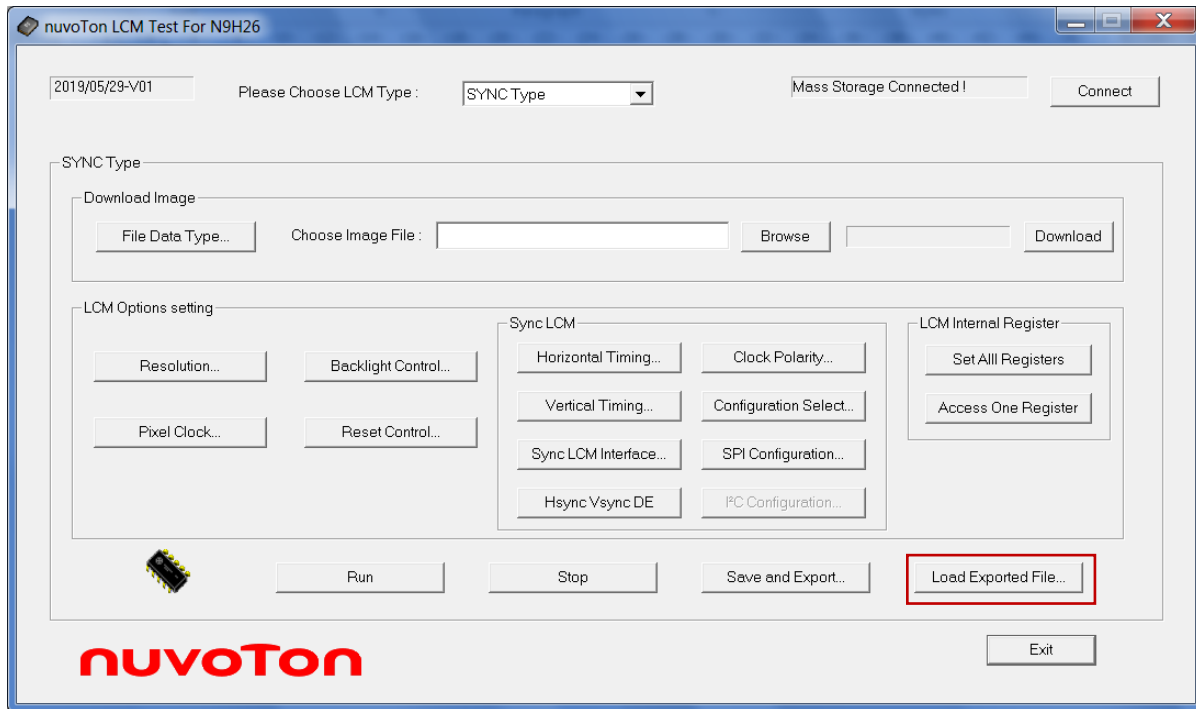 nuvoTon LCM Test For N9H26
2019/05/29-V01
Please Choose LCM Type :
SYNC Type
Mass Storage Connected !
Connect
SYNC Type
Download Image
File Data Type...
Choose Image File :
Browse
Download
LCM Options setting
Resolution...
Backlight Control...
Pixel Clock...
Reset Control...
Sync LCM
Horizontal Timing...
Clock Polarity...
Vertical Timing...
Configuration Select...
Sync LCM Interface...
SPI Configuration...
Hsync Vsync DE
I²C Configuration...
LCM Internal Register
Set Alll Registers
Access One Register
Run
Stop
Save and Export...
Load Exported File...
nuvoTon
Exit